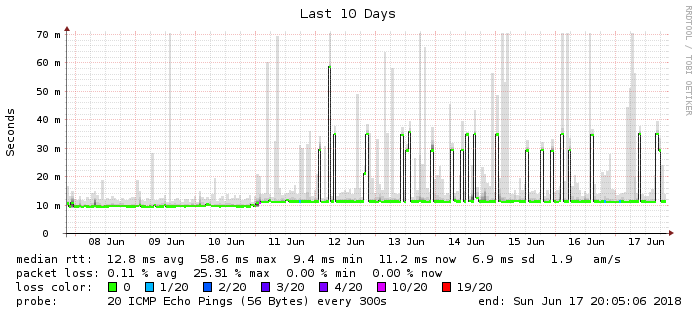 Last 10 Days
RRDTOOL / TOBI OETIKER
Seconds
70 m
60 m
50 m
40 m
30 m
20 m
10 m
0
08 Jun 09 Jun 10 Jun 11 Jun 12 Jun 13 Jun 14 Jun 15 Jun 16 Jun 17 Jun
median rtt: 12.8 ms avg 58.6 ms max 9.4 ms min 11.2 ms now 6.9 ms sd 1.9 am/s
packet loss: 0.11 % avg 25.31 % max 0.00 % min 0.00 % now
loss color: 0 1/20 2/20 3/20 4/20 10/20 19/20
probe: 20 ICMP Echo Pings (56 Bytes) every 300s end: Sun Jun 17 20:05:06 2018